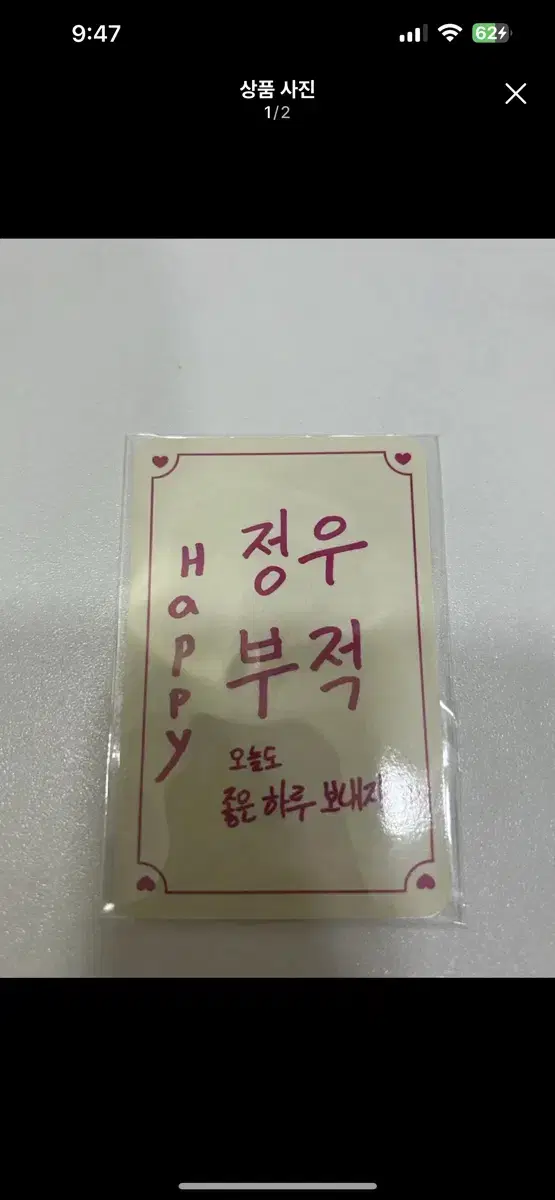 9:47
62
상품 사진
1/2
Happy
정우
부적
오늘도
좋은 하루 보내자